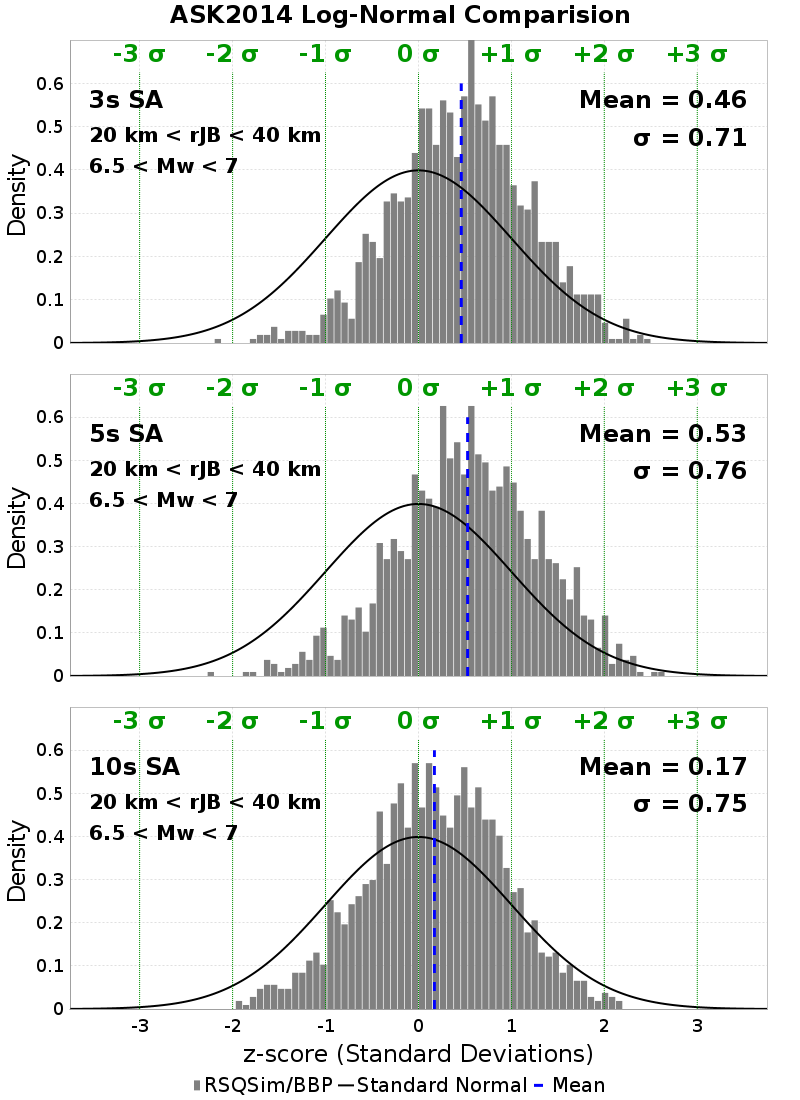 ASK2014 Log-Normal Comparision
-3 σ -2 σ -1 σ 0 σ +1 σ +2 σ +3 σ
3s SA
20 km < rJB < 40 km
6.5 < Mw < 7
Mean = 0.46
σ = 0.71
Density
0.6
0.5
0.4
0.3
0.2
0.1
0
-3 σ -2 σ -1 σ 0 σ +1 σ +2 σ +3 σ
5s SA
20 km < rJB < 40 km
6.5 < Mw < 7
Mean = 0.53
σ = 0.76
Density
0.6
0.5
0.4
0.3
0.2
0.1
0
-3 σ -2 σ -1 σ 0 σ +1 σ +2 σ +3 σ
10s SA
20 km < rJB < 40 km
6.5 < Mw < 7
Mean = 0.17
σ = 0.75
Density
0.6
0.5
0.4
0.3
0.2
0.1
0
-3 -2 -1 0 1 2 3
z-score (Standard Deviations)
RSQSim/BBP Standard Normal Mean